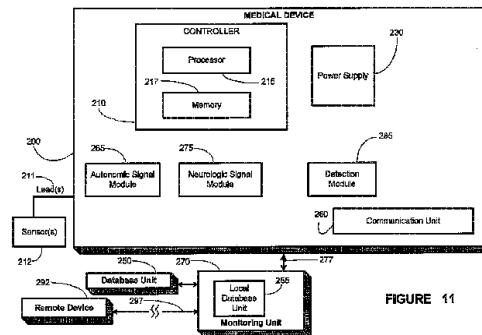 MEDICAL DEVICE
CONTROLLER
Processor
217
215
230
Power Supply
Memory
210
200
265
275
285
211
Autonomic Signal
Module
Neurologic Signal
Module
Detection
Module
Lead(s)
260
Sensor(s)
Communication Unit
212
250
270
277
292
Database Unit
255
Local
Database
Unit
Remote Device
297
Monitoring Unit
FIGURE 11